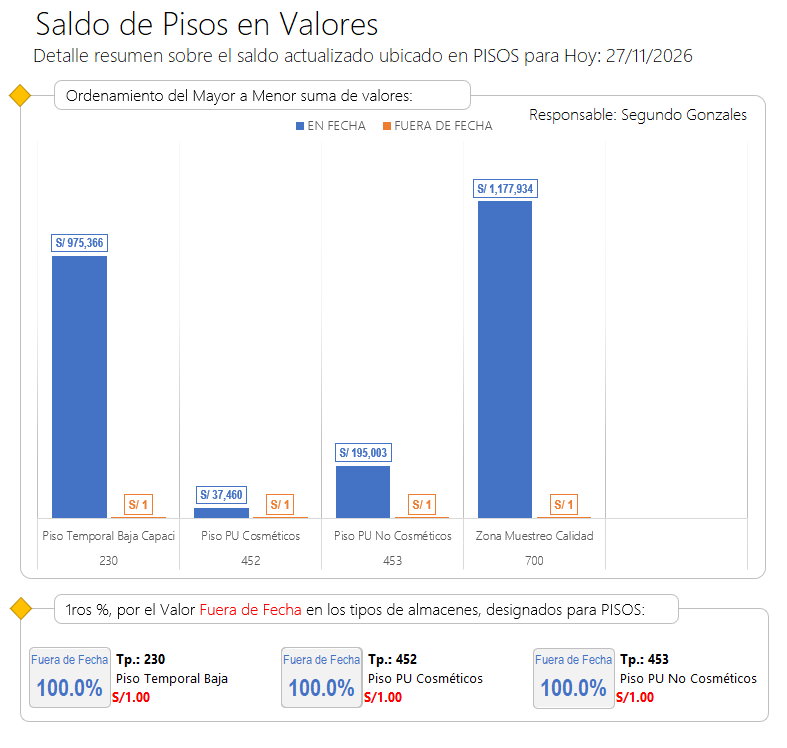 Saldo de Pisos en Valores
Detalle resumen sobre el saldo actualizado ubicado en PISOS para Hoy: 27/11/2026
Ordenamiento del Mayor a Menor suma de valores:
Responsable: Segundo Gonzales
EN FECHA FUERA DE FECHA
S/ 1,177,934
S/ 975,366
S/ 195,003
S/ 37,460
S/ 1 S/ 1 S/ 1 S/ 1
Piso Temporal Baja Capaci Piso PU Cosméticos Piso PU No Cosméticos Zona Muestreo Calidad
230 452 453 700
1ros %, por el Valor Fuera de Fecha en los tipos de almacenes, designados para PISOS:
Fuera de Fecha
100.0%
Tp.: 230
Piso Temporal Baja
S/1.00
Fuera de Fecha
100.0%
Tp.: 452
Piso PU Cosméticos
S/1.00
Fuera de Fecha
100.0%
Tp.: 453
Piso PU No Cosméticos
S/1.00